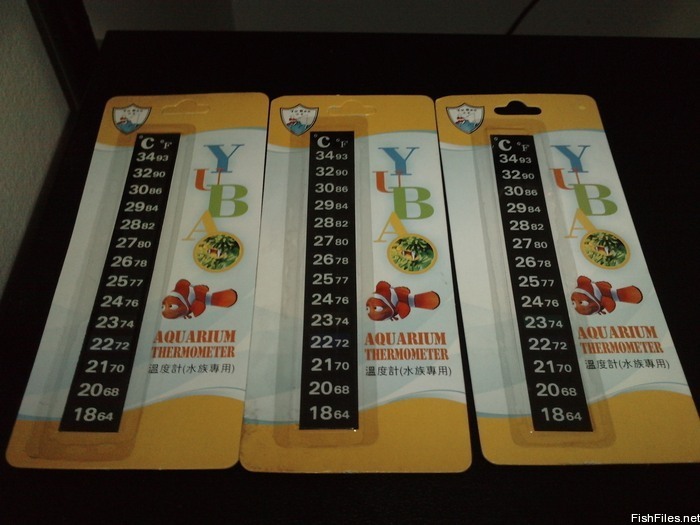 °C °F
34 93
32 90
30 86
29 84
28 82
27 80
26 78
25 77
24 76
23 74
22 72
21 70
20 68
18 64
YUBAO
AQUARIUM
THERMOMETER
溫度計(水族專用)
°C °F
34 93
32 90
30 86
29 84
28 82
27 80
26 78
25 77
24 76
23 74
22 72
21 70
20 68
18 64
YUBAO
AQUARIUM
THERMOMETER
溫度計(水族專用)
°C °F
34 93
32 90
30 86
29 84
28 82
27 80
26 78
25 77
24 76
23 74
22 72
21 70
20 68
18 64
YUBAO
AQUARIUM
THERMOMETER
溫度計(水族專用)
FishFiles.net